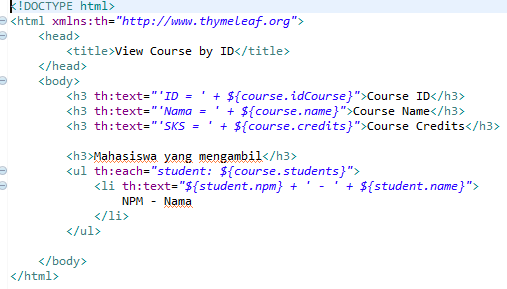 <!DOCTYPE html>
<html xmlns:th="http://www.thymeleaf.org">
<head>
<title>View Course by ID</title>
</head>
<body>
<h3 th:text="'ID = ' + ${course.idCourse}">Course ID</h3>
<h3 th:text="'Nama = ' + ${course.name}">Course Name</h3>
<h3 th:text="'SKS = ' + ${course.credits}">Course Credits</h3>
<h3>Mahasiswa yang mengambil</h3>
<ul th:each="student: ${course.students}">
<li th:text="${student.npm} + ' - ' + ${student.name}">
NPM - Nama
</li>
</ul>
</body>
</html>